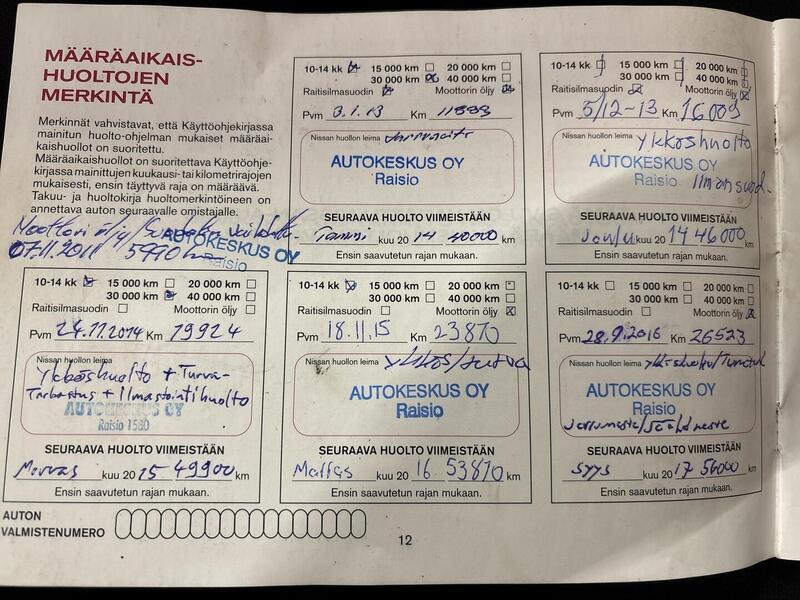 MÄÄRÄAIKAIS-
HUOLTOJEN
MERKINTÄ
Merkinnät vahvistavat, että Käyttöohjekirjassa
mainitun huolto-ohjelman mukaiset määräai-
kaishuollot on suoritettu.
Määräaikaishuollot on suoritettava Käyttöohje-
kirjassa mainittujen kuukausi- tai kilometrirajojen
mukaisesti, ensin täyttyvä raja on määräävä.
Takuu- ja huoltokirja huoltomerkintöineen on
annettava auton seuraavalle omistajalle.
Moottori öljy/
07.11.2011 5990 km
AUTOKESKUS OY
Raisio
10-14 kk 15 000 km 20 000 km
30 000 km 40 000 km
Raitisilmasuodin Moottorin öljy
Pvm 3.1.13 Km
Nissan huollon leima
AUTOKESKUS OY
Raisio
SEURAAVA HUOLTO VIIMEISTÄÄN
Tammi kuu 20 14 40000 km
Ensin saavutetun rajan mukaan.
10-14 kk 15 000 km 20 000 km
30 000 km 40 000 km
Raitisilmasuodin Moottorin öljy
Pvm 5/12-13 Km 16009
Nissan huollon leima Ykköshuolto
AUTOKESKUS OY
Raisio Ilmansuod.
SEURAAVA HUOLTO VIIMEISTÄÄN
Joulu kuu 20 14 46000 km
Ensin saavutetun rajan mukaan.
10-14 kk 15 000 km 20 000 km
30 000 km 40 000 km
Raitisilmasuodin Moottorin öljy
Pvm 24.11.2014 Km 19924
Nissan huollon leima
Ykköshuolto + Turva-
Tarkastus + Ilmastointihuolto
AUTOKESKUS OY
Raisio 1580
SEURAAVA HUOLTO VIIMEISTÄÄN
Marras kuu 20 15 49900 km
Ensin saavutetun rajan mukaan.
10-14 kk 15 000 km 20 000 km
30 000 km 40 000 km
Raitisilmasuodin Moottorin öljy
Pvm 18.11.15 Km 23870
Nissan huollon leima ykkös/turva
AUTOKESKUS OY
Raisio
SEURAAVA HUOLTO VIIMEISTÄÄN
Marras kuu 20 16 53870 km
Ensin saavutetun rajan mukaan.
10-14 kk 15 000 km 20 000 km
30 000 km 40 000 km
Raitisilmasuodin Moottorin öljy
Pvm 28.9.2016 Km 26523
Nissan huollon leima
AUTOKESKUS OY
Raisio
Jarruneste/Jäähdneste
SEURAAVA HUOLTO VIIMEISTÄÄN
Syys kuu 20 17 56000 km
Ensin saavutetun rajan mukaan.
AUTON
VALMISTENUMERO
12